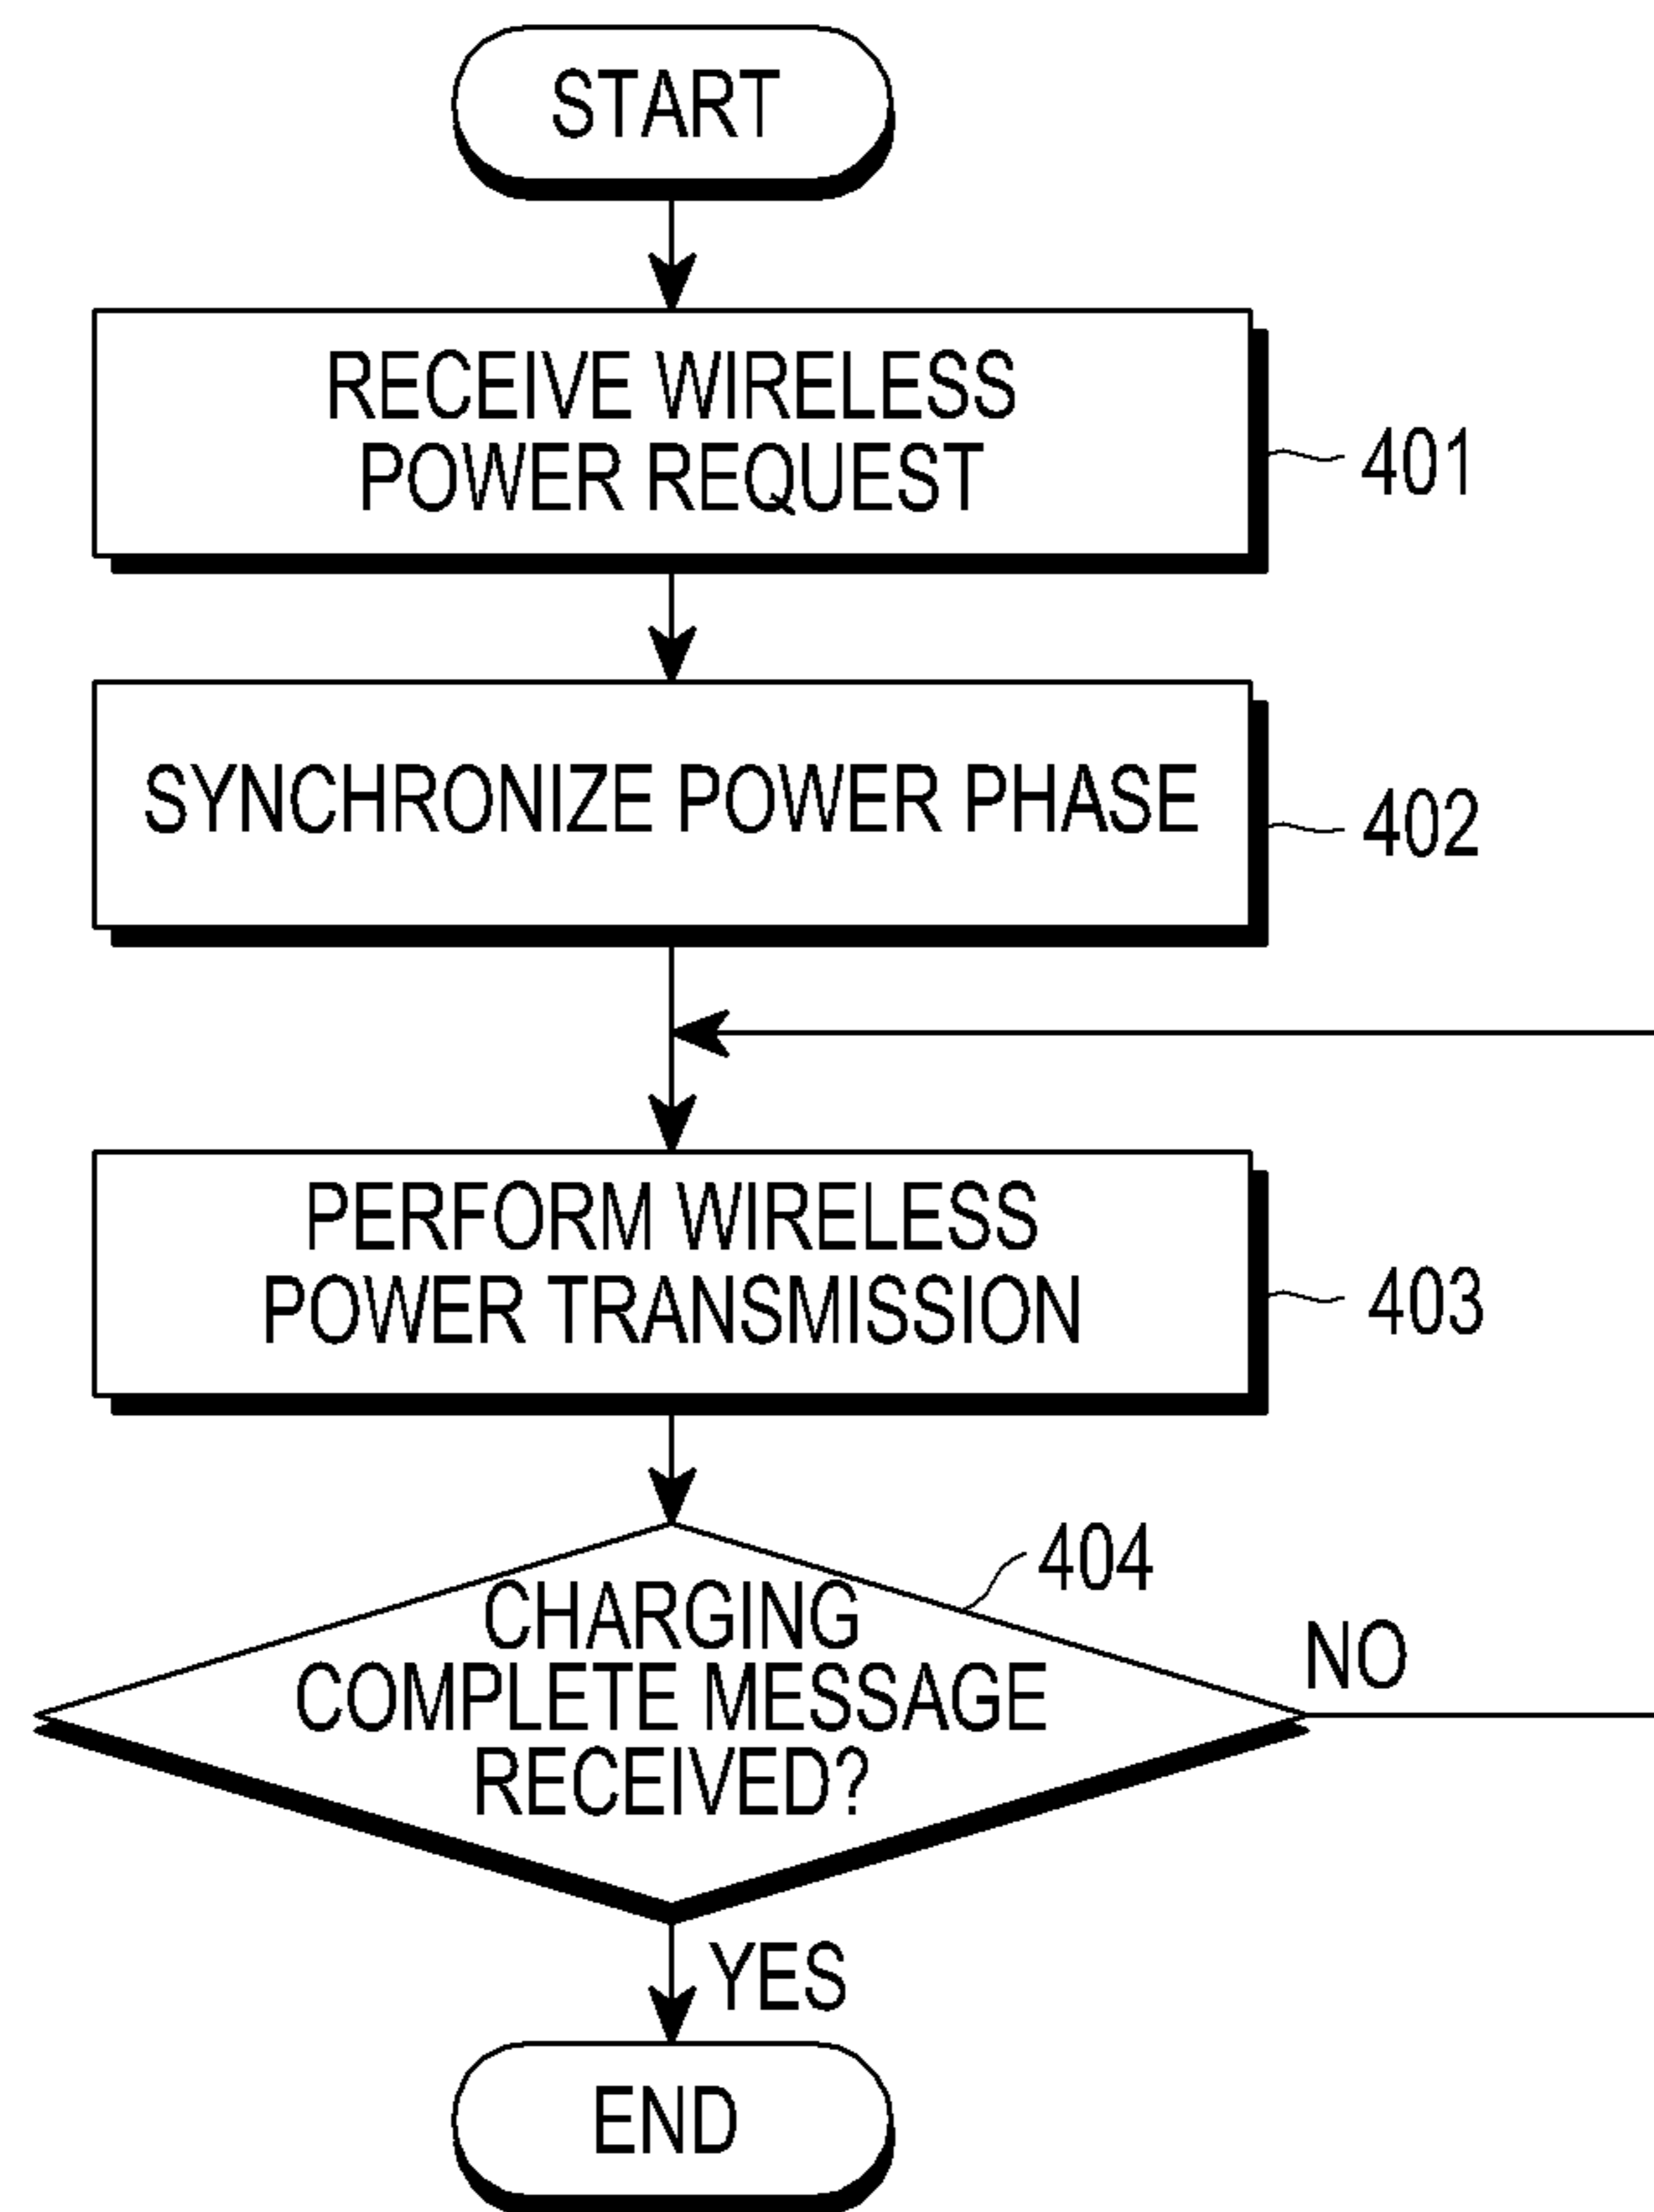 START
RECEIVE WIRELESS
POWER REQUEST
401
SYNCHRONIZE POWER PHASE
402
PERFORM WIRELESS
POWER TRANSMISSION
403
404
CHARGING
COMPLETE MESSAGE
RECEIVED?
NO
YES
END